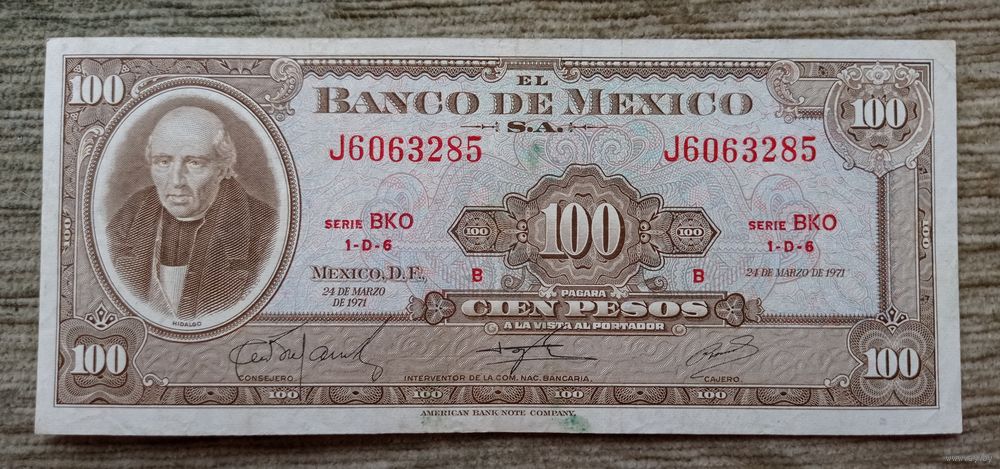 100
EL
BANCO DE MEXICO
S.A.
100
J6063285
J6063285
SERIE BKO
1-D-6
100
100
100
SERIE BKO
1-D-6
MEXICO, D.F.,
24 DE MARZO
DE 1971
B
B
24 DE MARZO DE 1971
PAGARA
CIEN PESOS
A LA VISTA AL PORTADOR
HIDALGO
100
100
CONSEJERO.
INTERVENTOR DE LA COM. NAC. BANCARIA.
CAJERO.
100
100
100
100
AMERICAN BANK NOTE COMPANY.